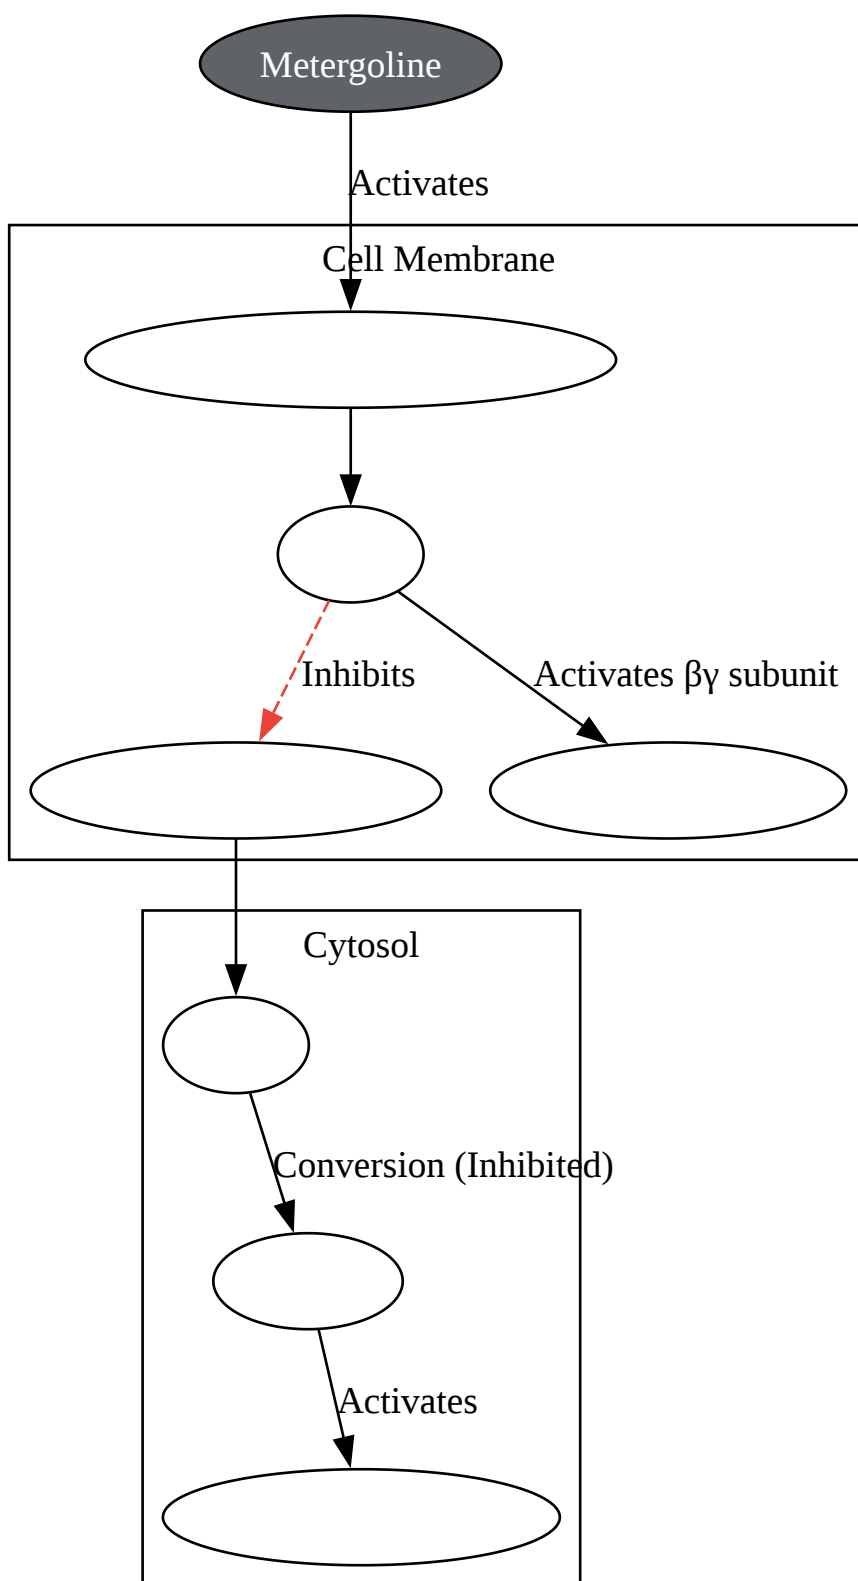 Metergoline
Activates
Cell Membrane
Inhibits
Activates βγ subunit
Cytosol
Conversion (Inhibited)
Activates